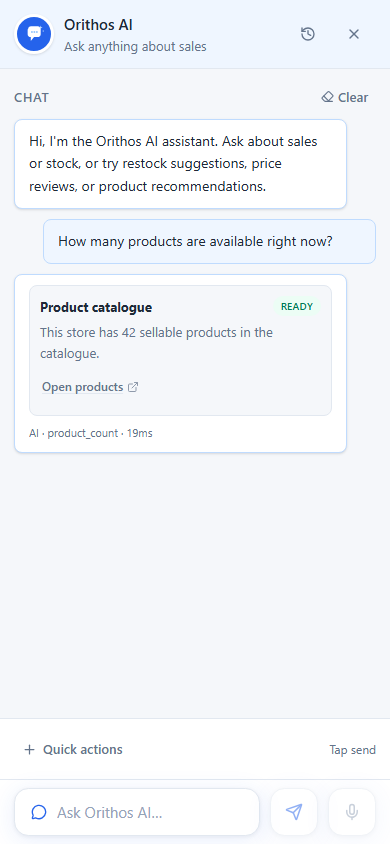 Orithos AI
Ask anything about sales
CHAT
Clear
Hi, I'm the Orithos AI assistant. Ask about sales
or stock, or try restock suggestions, price
reviews, or product recommendations.
How many products are available right now?
Product catalogue
READY
This store has 42 sellable products in the
catalogue.
Open products
AI · product_count · 19ms
Quick actions
Tap send
Ask Orithos AI...